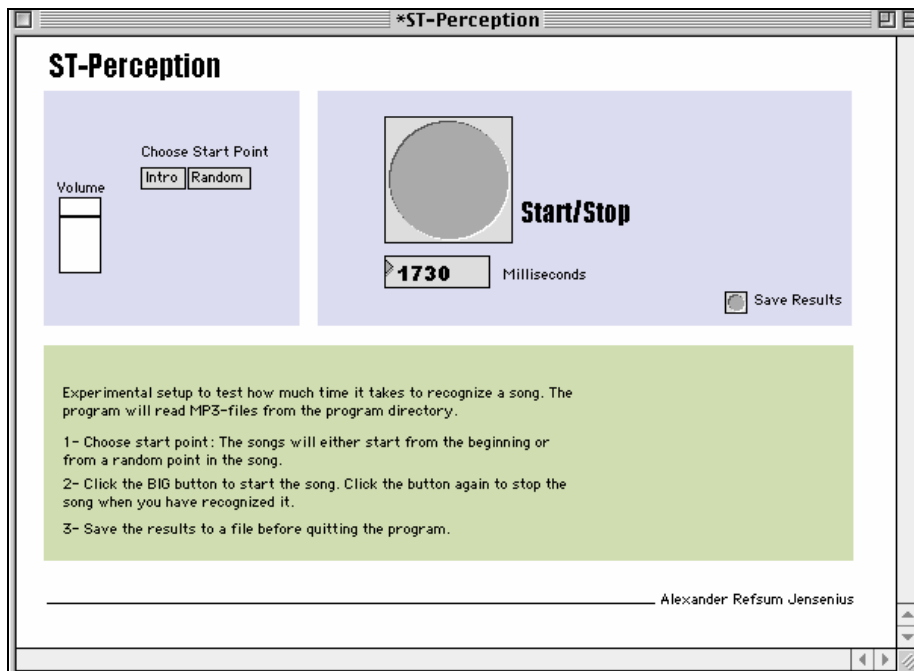 *ST-Perception
ST-Perception
Choose Start Point
Intro Random
Volume
Start/Stop
1730 Milliseconds
Save Results
Experimental setup to test how much time it takes to recognize a song. The
program will read MP3-files from the program directory.
1- Choose start point: The songs will either start from the beginning or
from a random point in the song.
2- Click the BIG button to start the song. Click the button again to stop the
song when you have recognized it.
3- Save the results to a file before quitting the program.
Alexander Refsum Jensenius